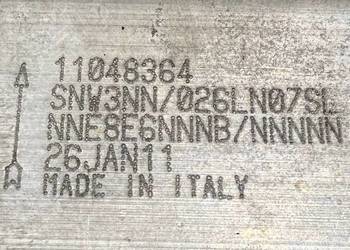 11048364
SNW3NN/026LN07SL
NNE8E6NNNB/NNNNN
26JAN11
MADE IN ITALY